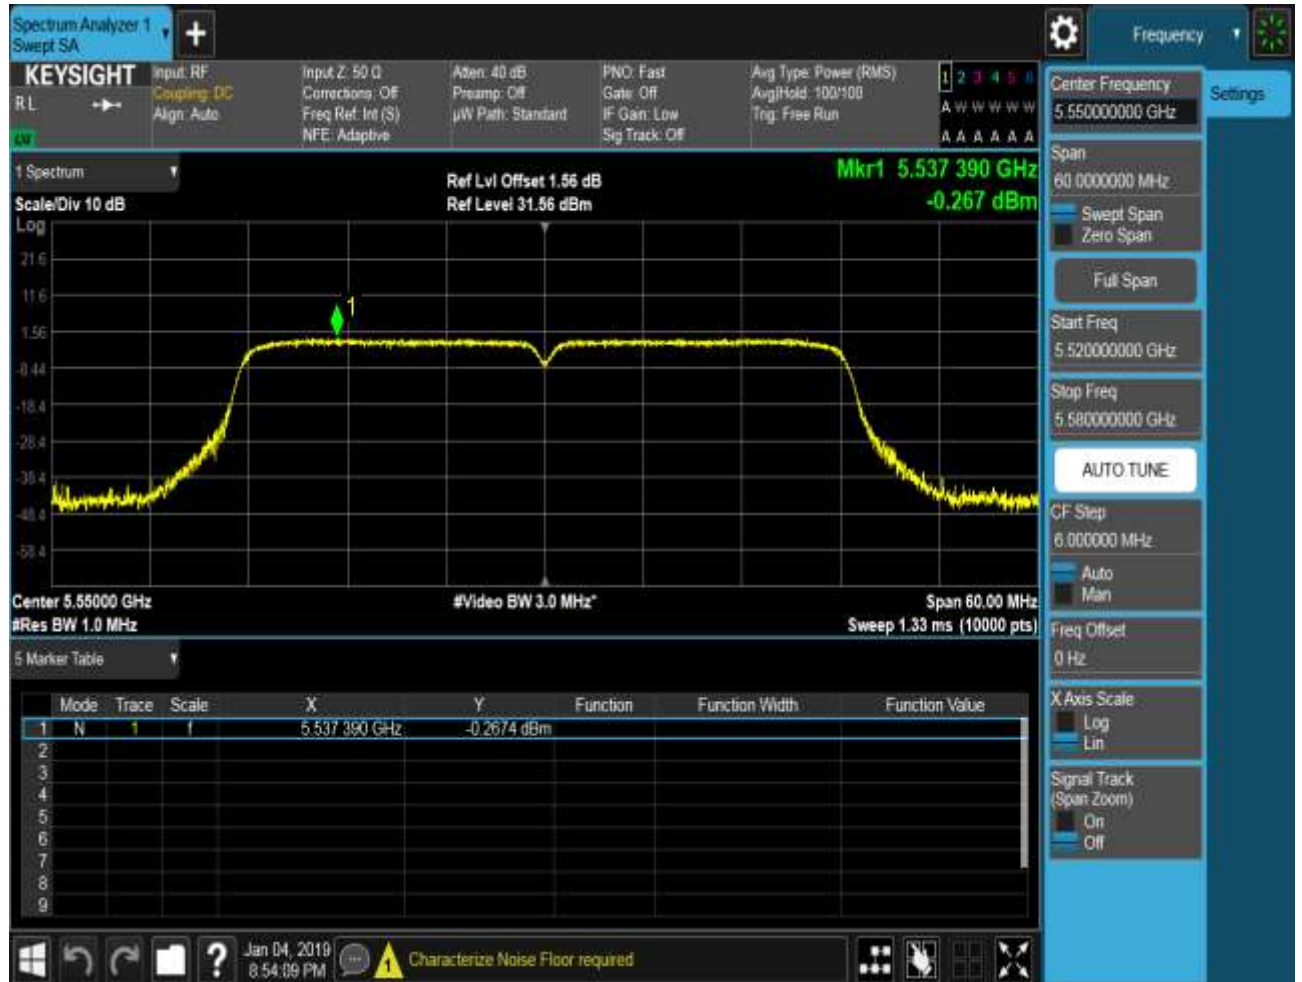 Spectrum Analyzer 1
Swept SA
Frequency
KEYSIGHT
RL
Input: RF
Coupling: DC
Align: Auto
Input Z: 50 Ω
Corrections: Off
Freq Ref: Int (S)
NFE: Adaptive
Atten: 40 dB
Preamp: Off
µW Path: Standard
PNO: Fast
Gate: Off
IF Gain: Low
Sig Track: Off
Avg Type: Power (RMS)
Avg|Hold: 100/100
Trig: Free Run
1 2 3 4 5 6
A W W W W W
A A A A A A
1 Spectrum
Scale/Div 10 dB
Ref Lvl Offset 1.56 dB
Ref Level 31.56 dBm
Mkr1 5.537 390 GHz
-0.267 dBm
Log
21.6
11.6
1.56
-8.44
-18.4
-28.4
-38.4
-48.4
-58.4
1
Center 5.55000 GHz
#Res BW 1.0 MHz
#Video BW 3.0 MHz*
Span 60.00 MHz
Sweep 1.33 ms (10000 pts)
5 Marker Table
Mode Trace Scale X Y Function Function Width Function Value
1 N 1 f 5.537 390 GHz -0.2674 dBm
2
3
4
5
6
7
8
9
Jan 04, 2019
8:54:09 PM
Characterize Noise Floor required
Center Frequency
5.550000000 GHz
Settings
Span
60.0000000 MHz
Swept Span
Zero Span
Full Span
Start Freq
5.520000000 GHz
Stop Freq
5.580000000 GHz
AUTO TUNE
CF Step
6.000000 MHz
Auto
Man
Freq Offset
0 Hz
X Axis Scale
Log
Lin
Signal Track
(Span Zoom)
On
Off